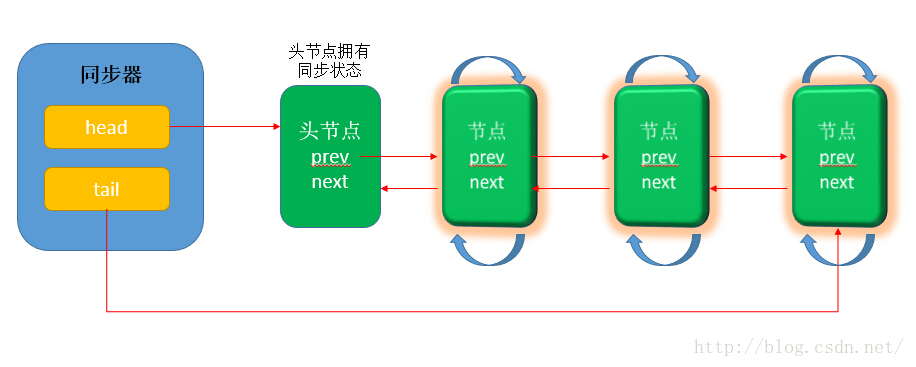 同步器
head
tail
头节点拥有
同步状态
头节点
prev
next
节点
prev
next
节点
prev
next
节点
prev
next
http://blog.csdn.net/